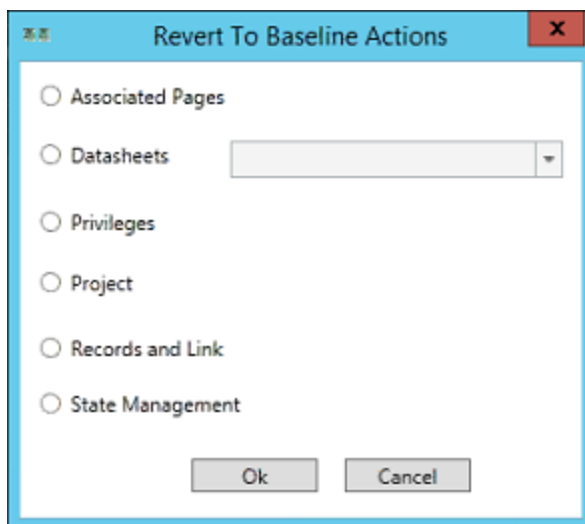 Revert To Baseline Actions
x
Associated Pages
Datasheets
Privileges
Project
Records and Link
State Management
Ok Cancel